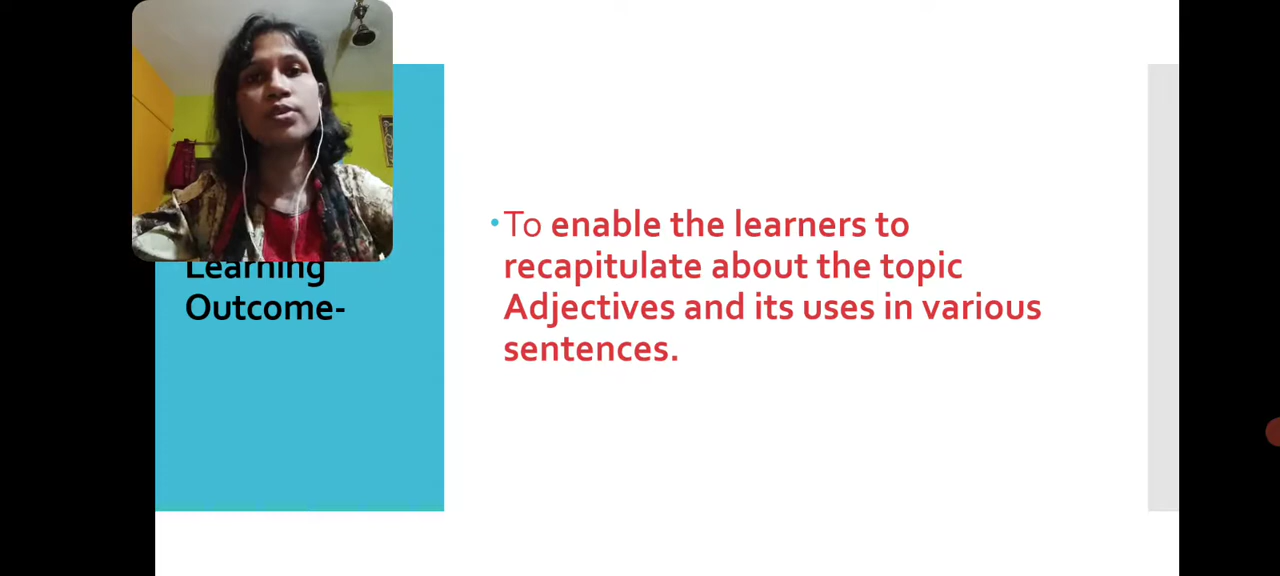 Learning
Outcome-
To enable the learners to
recapitulate about the topic
Adjectives and its uses in various
sentences.